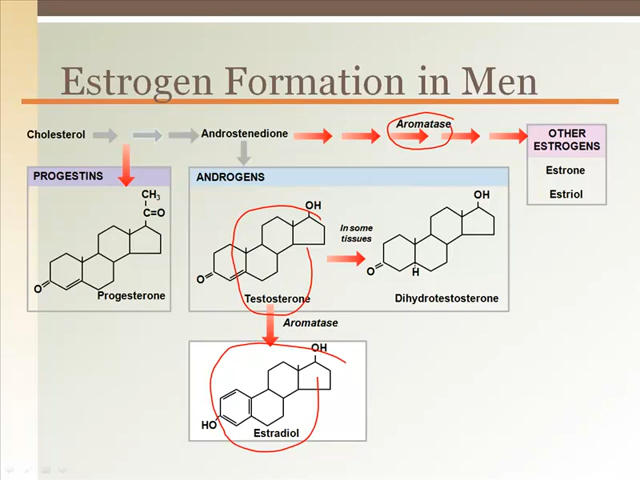 Estrogen Formation in Men
Cholesterol
Androstenedione
Aromatase
OTHER
ESTROGENS
Estrone
Estriol
PROGESTINS
CH3
C=O
O
Progesterone
ANDROGENS
OH
O
Testosterone
In some
tissues
OH
O
H
Dihydrotestosterone
Aromatase
OH
HO
Estradiol